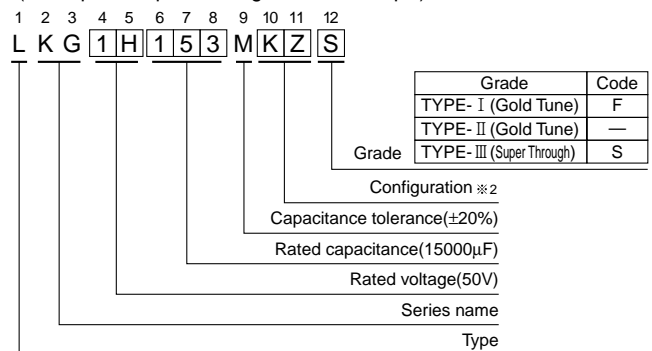 1 2 3 4 5 6 7 8 9 10 11 12
L K G 1 H 1 5 3 M K Z S
Grade Code
TYPE-Ⅰ (Gold Tune) F
TYPE-Ⅱ (Gold Tune) —
Grade TYPE-Ⅲ (Super Through) S
Configuration ※2
Capacitance tolerance(±20%)
Rated capacitance(15000µF)
Rated voltage(50V)
Series name
Type